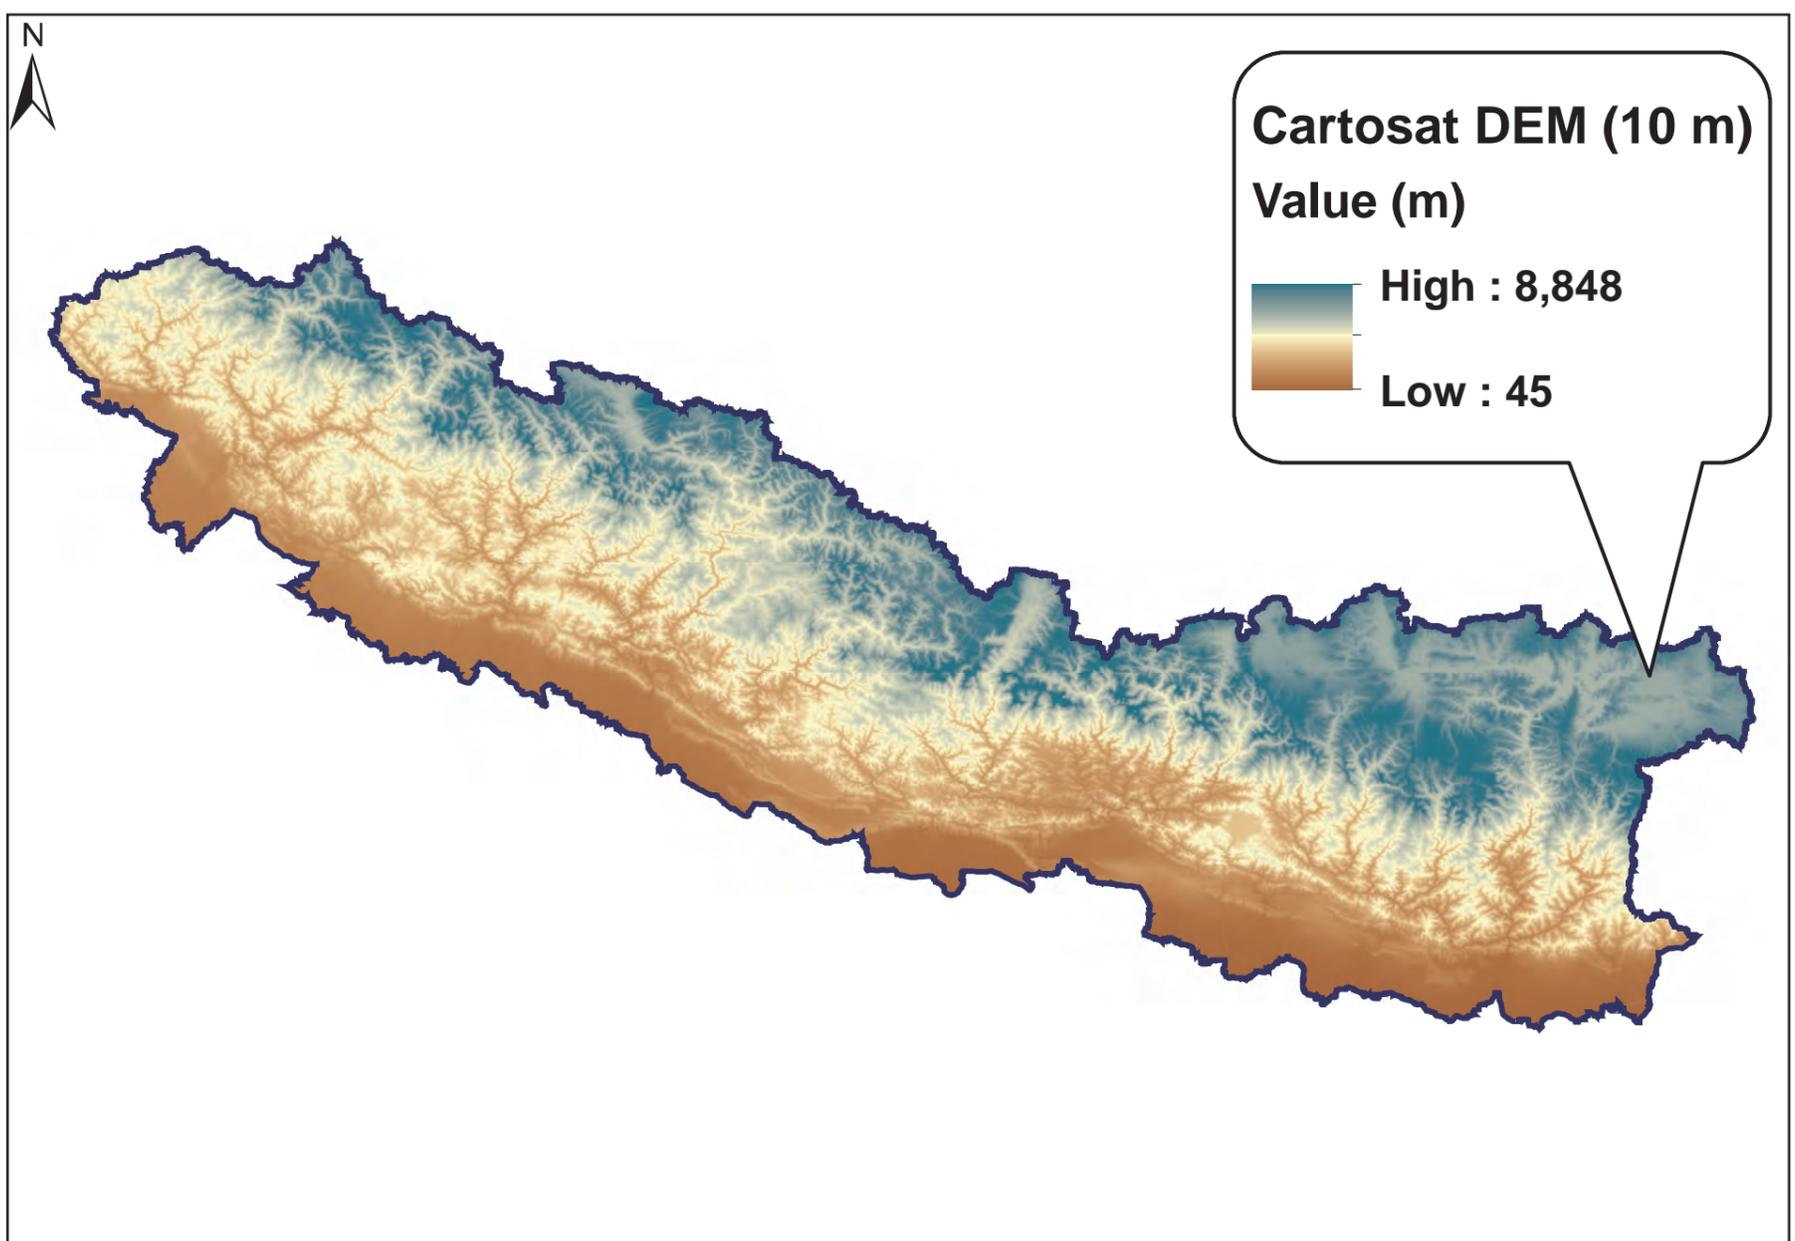 N
Cartosat DEM (10 m)
Value (m)
High : 8,848
Low : 45